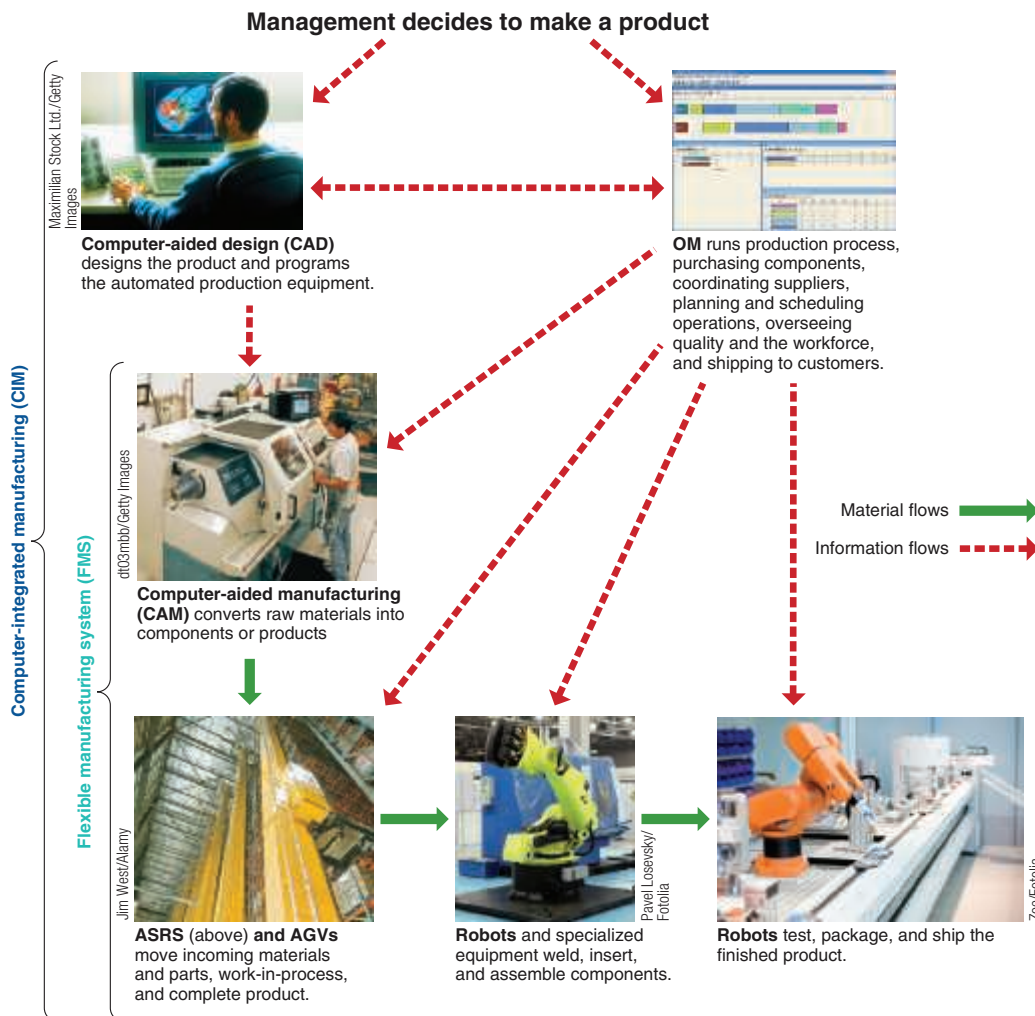 Management decides to make a product
Maximilian Stock Ltd./Getty
Images
Computer-aided design (CAD)
designs the product and programs
the automated production equipment.
OM runs production process,
purchasing components,
coordinating suppliers,
planning and scheduling
operations, overseeing
quality and the workforce,
and shipping to customers.
Computer-integrated manufacturing (CIM)
Flexible manufacturing system (FMS)
dt03mbb/Getty Images
Material flows
Information flows
Computer-aided manufacturing
(CAM) converts raw materials into
components or products
Jim West/Alamy
ASRS (above) and AGVs
move incoming materials
and parts, work-in-process,
and complete product.
Pavel Losevsky/
Fotolia
Robots and specialized
equipment weld, insert,
and assemble components.
Robots test, package, and ship the
finished product.